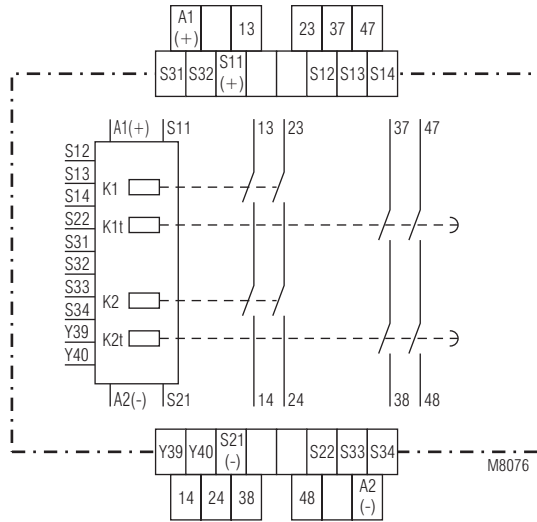 A1 (+) 13 23 37 47
S31 S32 S11 (+) S12 S13 S14
A1(+) S11 13 23 37 47
S12
S13
S14
K1
S22
K1t
S31
S32
S33
K2
S34
Y39
K2t
Y40
A2(-) S21 14 24 38 48
Y39 Y40 S21 (-) S22 S33 S34
M8076
14 24 38 48 A2 (-)